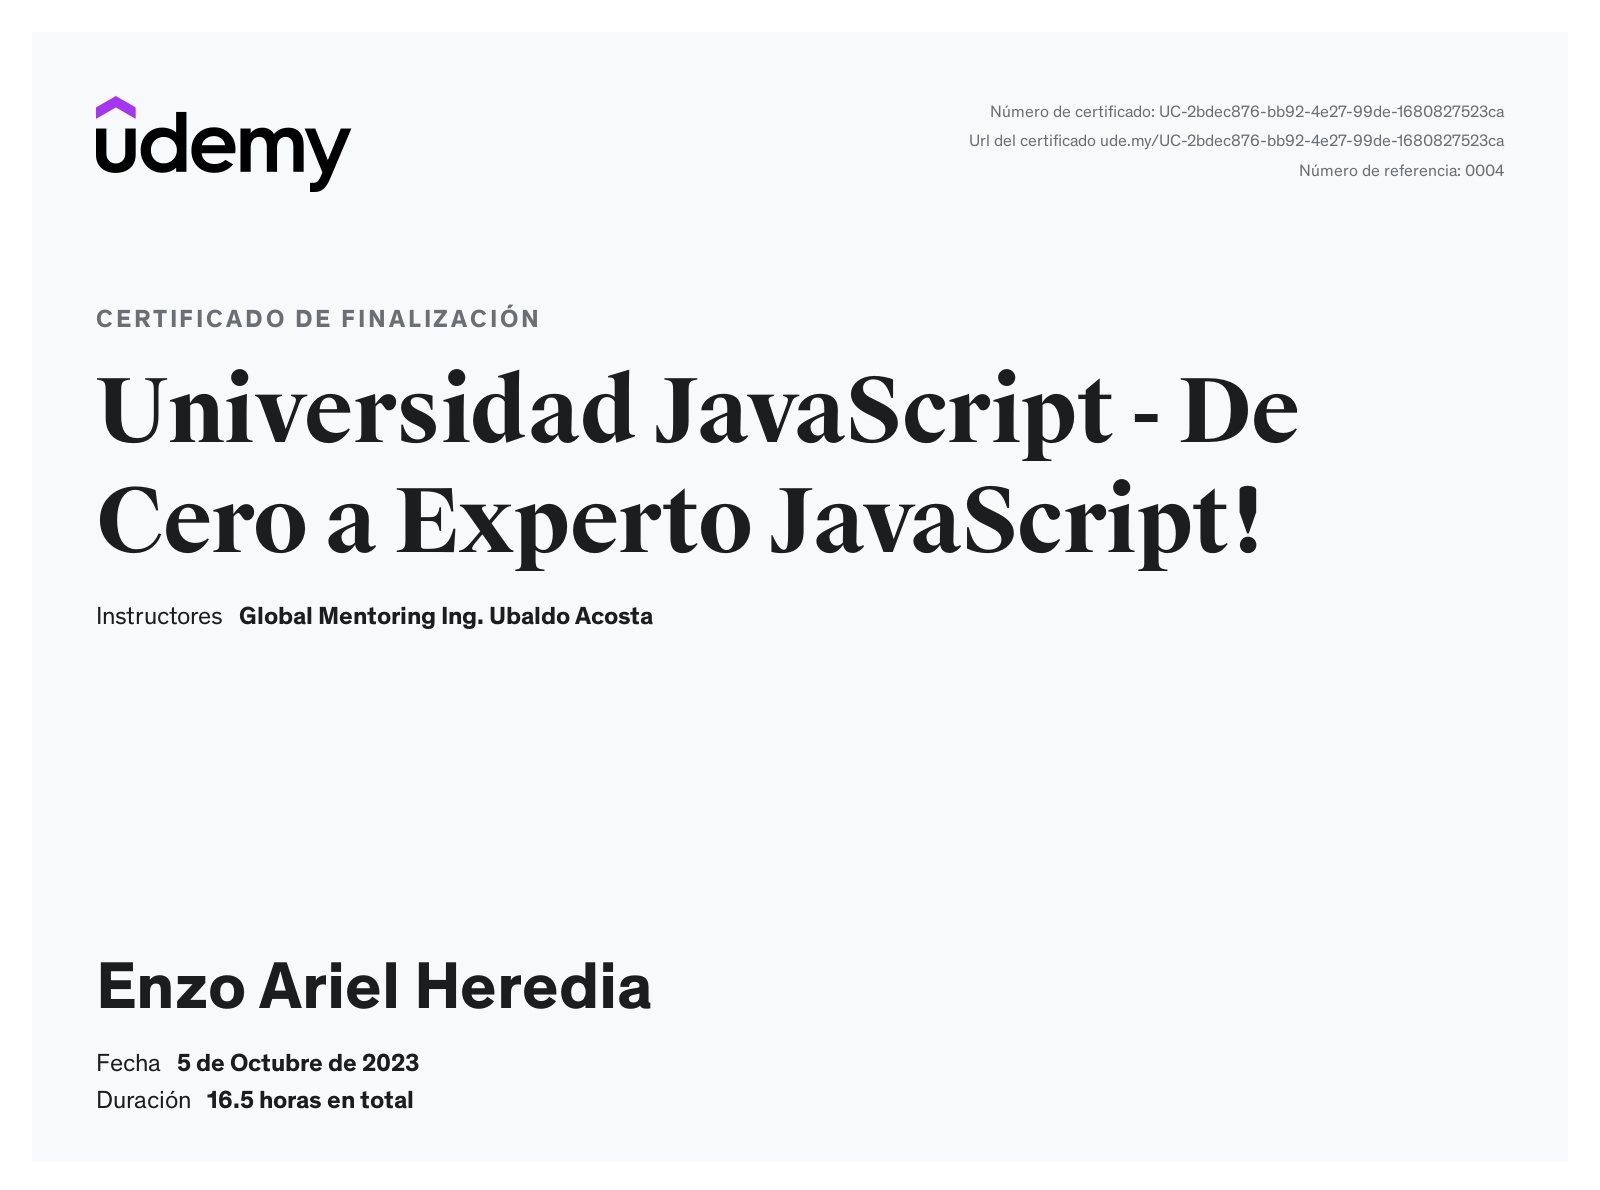 udemy
Número de certificado: UC-2bdec876-bb92-4e27-99de-1680827523ca
Url del certificado ude.my/UC-2bdec876-bb92-4e27-99de-1680827523ca
Número de referencia: 0004
CERTIFICADO DE FINALIZACIÓN
Universidad JavaScript - De
Cero a Experto JavaScript!
Instructores Global Mentoring Ing. Ubaldo Acosta
Enzo Ariel Heredia
Fecha 5 de Octubre de 2023
Duración 16.5 horas en total